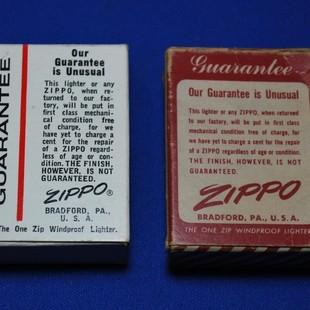 GUARANTEE
Our
Guarantee
is Unusual
This lighter or any
ZIPPO, when re-
turned to our fac-
tory, will be put in
first class mechani-
cal condition free
of charge, for we
have yet to charge a
cent for the repair
of a ZIPPO regardless
of age or con-
dition. THE FINISH,
HOWEVER, IS NOT
GUARANTEED.
ZIPPO®
BRADFORD, PA.,
U. S. A.
The One Zip Windproof Lighter.
Guarantee
Our Guarantee is Unusual
This lighter or any ZIPPO, when returned
to our factory, will be put in first class
mechanical condition free of charge, for
we have yet to charge a cent for the repair
of a ZIPPO regardless of age or condition.
THE FINISH, HOWEVER, IS NOT
GUARANTEED.
ZIPPO
BRADFORD, PA., U. S. A.
THE ONE ZIP WINDPROOF LIGHTER